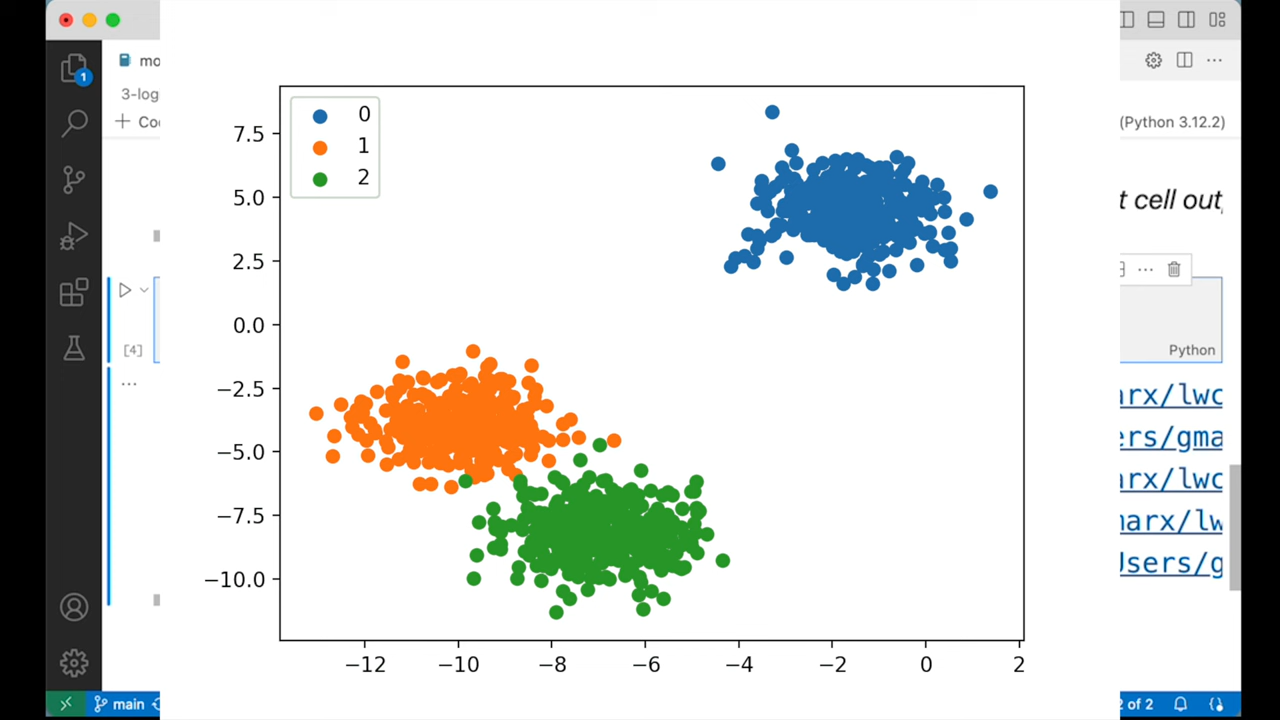 1
mo
3-log
Co
(Python 3.12.2)
t cell out,
[4]
...
Python
arx/lwc
ers/gma
arx/lwc
marx/lw
Users/g
0
1
2
7.5
5.0
2.5
0.0
−2.5
−5.0
−7.5
−10.0
−12
−10
−8
−6
−4
−2
0
2
main
2 of 2